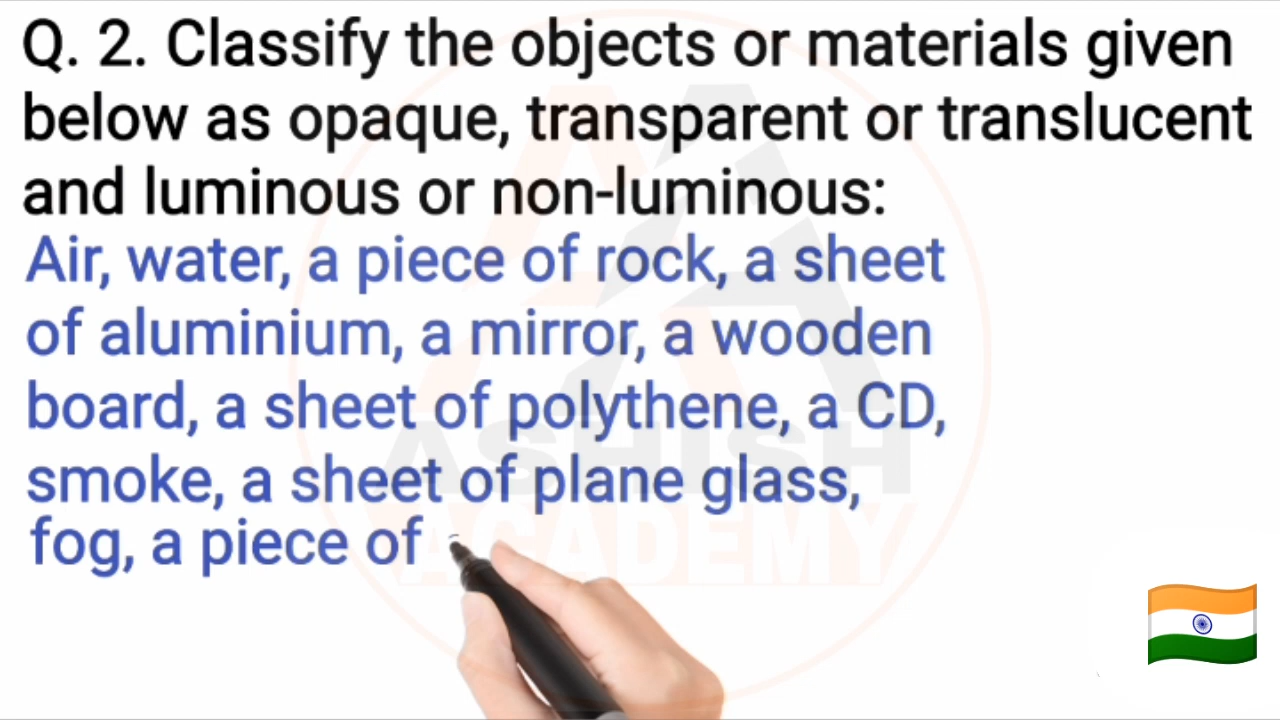 Q. 2. Classify the objects or materials given
below as opaque, transparent or translucent
and luminous or non-luminous:
Air, water, a piece of rock, a sheet
of aluminium, a mirror, a wooden
board, a sheet of polythene, a CD,
smoke, a sheet of plane glass,
fog, a piece of
ASHISH
ACADEMY